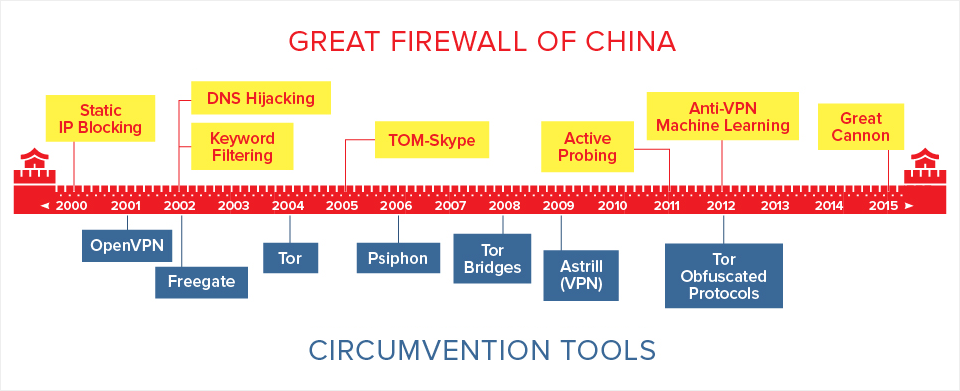 GREAT FIREWALL OF CHINA
Static
IP Blocking
DNS Hijacking
Keyword
Filtering
TOM-Skype
Active
Probing
Anti-VPN
Machine Learning
Great
Cannon
2000 2001 2002 2003 2004 2005 2006 2007 2008 2009 2010 2011 2012 2013 2014 2015
OpenVPN
Freegate
Tor
Psiphon
Tor
Bridges
Astrill
(VPN)
Tor
Obfuscated
Protocols
CIRCUMVENTION TOOLS